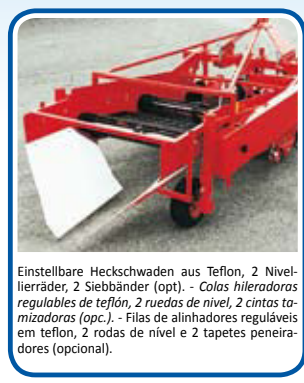 Einstellbare Heckschwaden aus Teflon, 2 Nivel-
lierräder, 2 Siebbänder (opt). - Colas hileradoras
regulables de teflón, 2 ruedas de nivel, 2 cintas ta-
mizadoras (opc.). - Filas de alinhadores reguláveis
em teflon, 2 rodas de nível e 2 tapetes peneira-
dores (opcional).